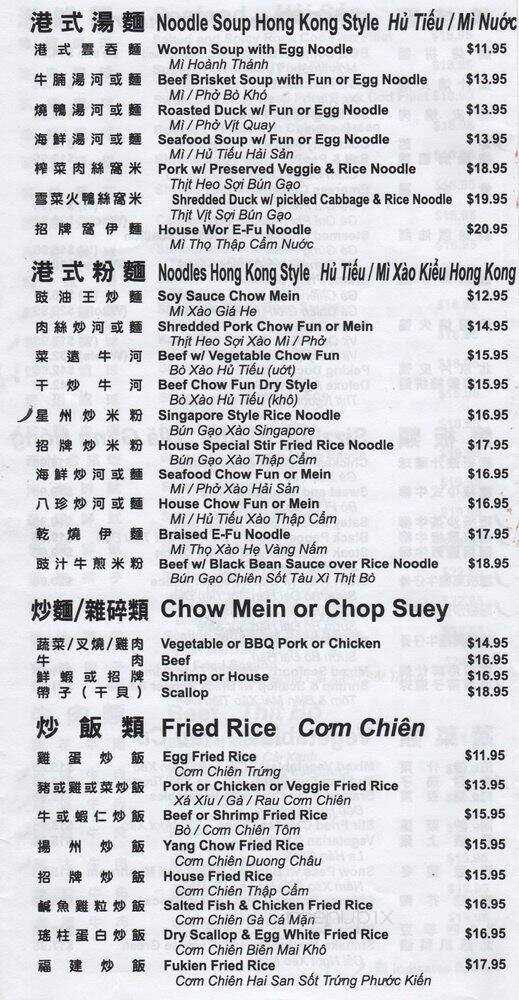 港式湯麵 Noodle Soup Hong Kong Style Hủ Tiếu / Mì Nước
港式雲吞麵 Wonton Soup with Egg Noodle $11.95
Mì Hoành Thánh
牛腩湯河或麵 Beef Brisket Soup with Fun or Egg Noodle $13.95
Mì / Phở Bò Khó
燒鴨湯河或麵 Roasted Duck w/ Fun or Egg Noodle $13.95
Mì / Phở Vịt Quay
海鮮湯河或麵 Seafood Soup w/ Fun or Egg Noodle $13.95
Mì / Hủ Tiếu Hải Sản
榨菜肉絲窩米 Pork w/ Preserved Veggie & Rice Noodle $18.95
Thịt Heo Sợi Bún Gạo
雪菜火鴨絲窩米 Shredded Duck w/ pickled Cabbage & Rice Noodle $19.95
Thịt Vịt Sợi Bún Gạo
招牌窩伊麵 House Wor E-Fu Noodle $20.95
Mì Thọ Thập Cẩm Nước
港式粉麵 Noodles Hong Kong Style Hủ Tiếu / Mì Xào Kiểu Hong Kong
豉油王炒麵 Soy Sauce Chow Mein $12.95
Mì Xào Giá He
肉絲炒河或麵 Shredded Pork Chow Fun or Mein $14.95
Thịt Heo Sợi Xào Mì / Phở
菜遠牛河 Beef w/ Vegetable Chow Fun $15.95
Bò Xào Hủ Tiếu (uớt)
干炒牛河 Beef Chow Fun Dry Style $15.95
Bò Xào Hủ Tiếu (khô)
星州炒米粉 Singapore Style Rice Noodle $16.95
Bún Gạo Xào Singapore
招牌炒米粉 House Special Stir Fried Rice Noodle $17.95
Bún Gạo Xào Thập Cẩm
海鮮炒河或麵 Seafood Chow Fun or Mein $16.95
Mì / Phở Xào Hải Sản
八珍炒河或麵 House Chow Fun or Mein $16.95
Mì / Hủ Tiếu Xào Thập Cẩm
乾燒伊麵 Braised E-Fu Noodle $17.95
Mì Thọ Xào Hẹ Vàng Nấm
豉汁牛煎米粉 Beef w/ Black Bean Sauce over Rice Noodle $18.95
Bún Gạo Chiên Sốt Tàu Xì Thịt Bò
炒麵/雜碎類 Chow Mein or Chop Suey
蔬菜/叉燒/雞肉 Vegetable or BBQ Pork or Chicken $14.95
牛肉 Beef $16.95
鮮蝦或招牌 Shrimp or House $16.95
帶子(干貝) Scallop $18.95
炒飯類 Fried Rice Cơm Chiên
雞蛋炒飯 Egg Fried Rice $11.95
Cơm Chiên Trứng
豬或雞或菜炒飯 Pork or Chicken or Veggie Fried Rice $13.95
Xá Xíu / Gà / Rau Cơm Chiên
牛或蝦仁炒飯 Beef or Shrimp Fried Rice $15.95
Bò / Cơm Chiên Tôm
揚州炒飯 Yang Chow Fried Rice $15.95
Cơm Chiên Duong Châu
招牌炒飯 House Fried Rice $15.95
Cơm Chiên Thập Cẩm
鹹魚雞粒炒飯 Salted Fish & Chicken Fried Rice $16.95
Cơm Chiên Gà Cá Mặn
瑤柱蛋白炒飯 Dry Scallop & Egg White Fried Rice $16.95
Cơm Chiên Biên Mai Khó
福建炒飯 Fukien Fried Rice $17.95
Cơm Chiên Hai San Sốt Trứng Phước Kiến